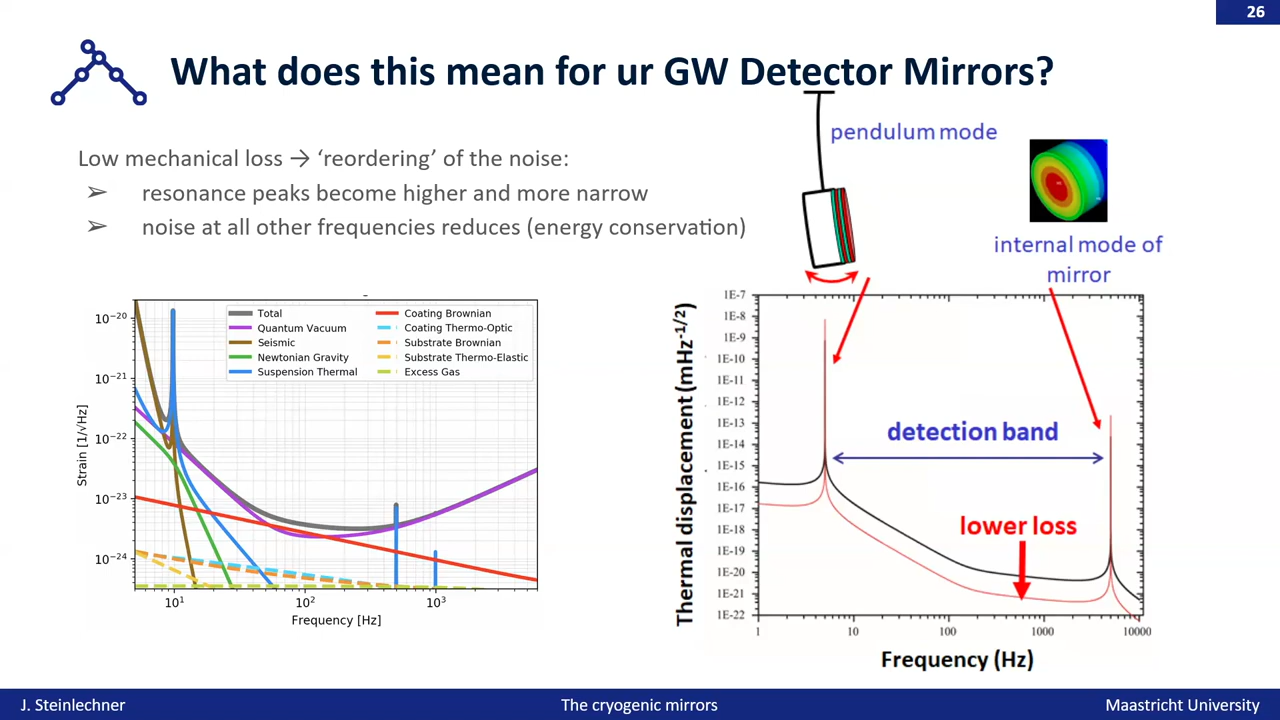 26
What does this mean for ur GW Detector Mirrors?
Low mechanical loss → ‘reordering’ of the noise:
➢ resonance peaks become higher and more narrow
➢ noise at all other frequencies reduces (energy conservation)
pendulum mode
internal mode of
mirror
Total
Quantum Vacuum
Seismic
Newtonian Gravity
Suspension Thermal
Coating Brownian
Coating Thermo-Optic
Substrate Brownian
Substrate Thermo-Elastic
Excess Gas
Strain [1/√Hz]
10⁻²⁰
10⁻²¹
10⁻²²
10⁻²³
10⁻²⁴
10¹ 10² 10³
Frequency [Hz]
Thermal displacement (mHz⁻¹/²)
1E-7
1E-8
1E-9
1E-10
1E-11
1E-12
1E-13
1E-14
1E-15
1E-16
1E-17
1E-18
1E-19
1E-20
1E-21
1E-22
detection band
lower loss
1 10 100 1000 10000
Frequency (Hz)
J. Steinlechner
The cryogenic mirrors
Maastricht University